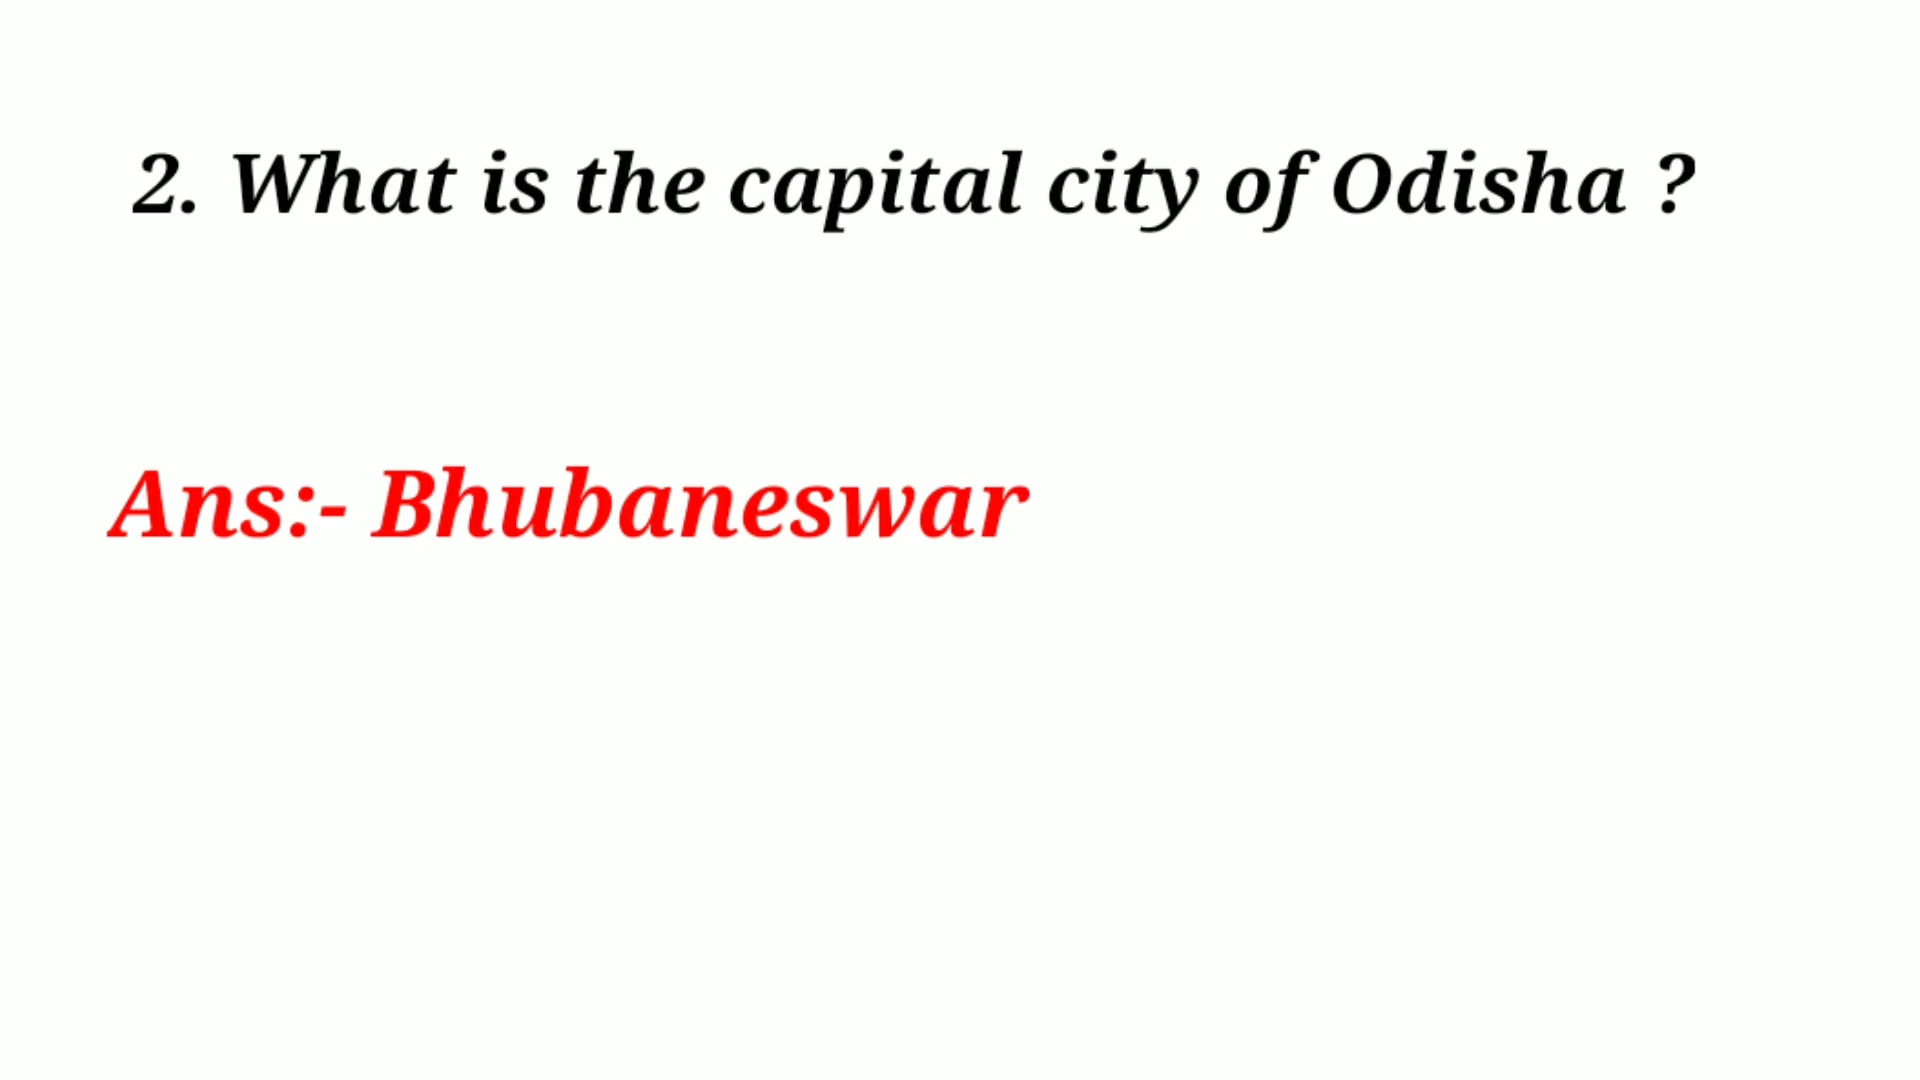 2. What is the capital city of Odisha ?
Ans:- Bhubaneswar